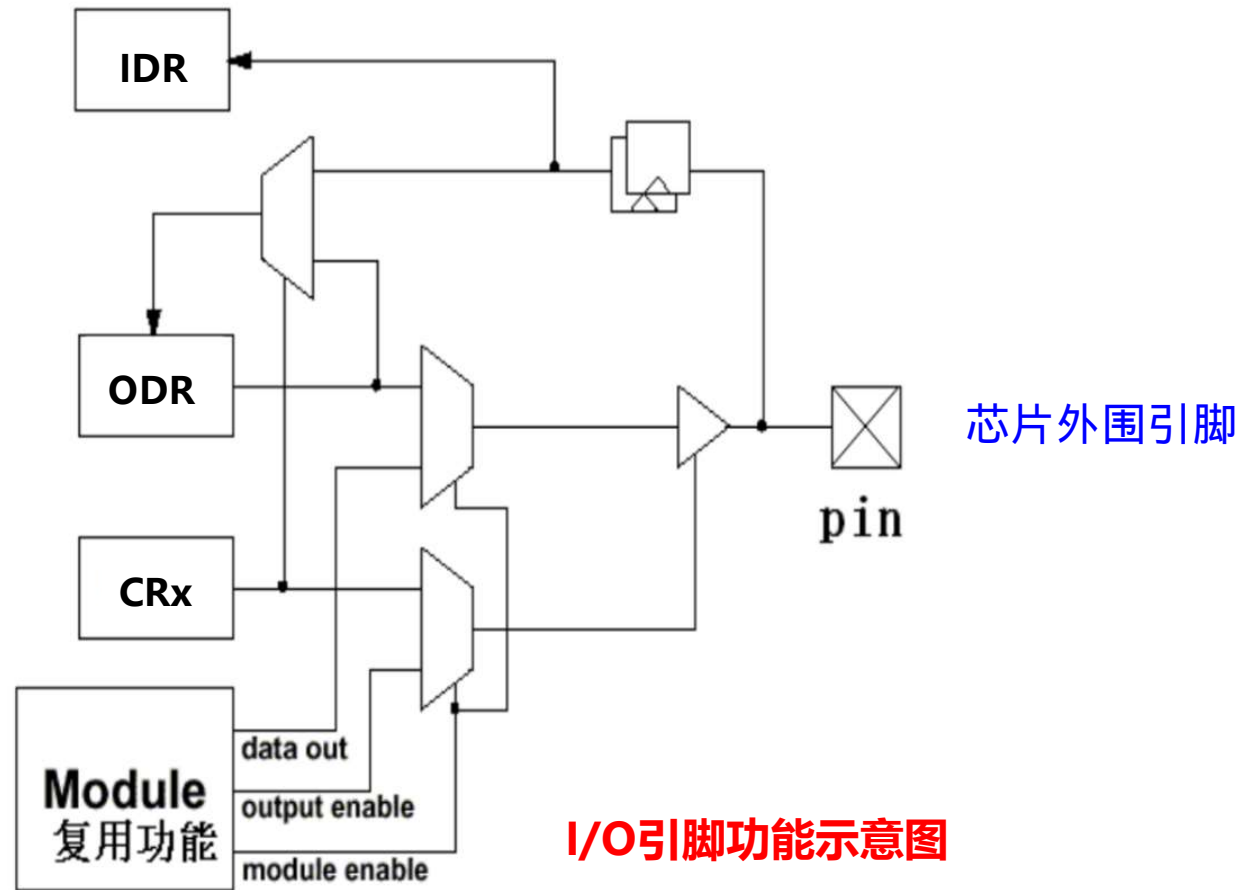 IDR
ODR
芯片外围引脚
pin
CRx
data out
Module
复用功能
output enable
I/O引脚功能示意图
module enable